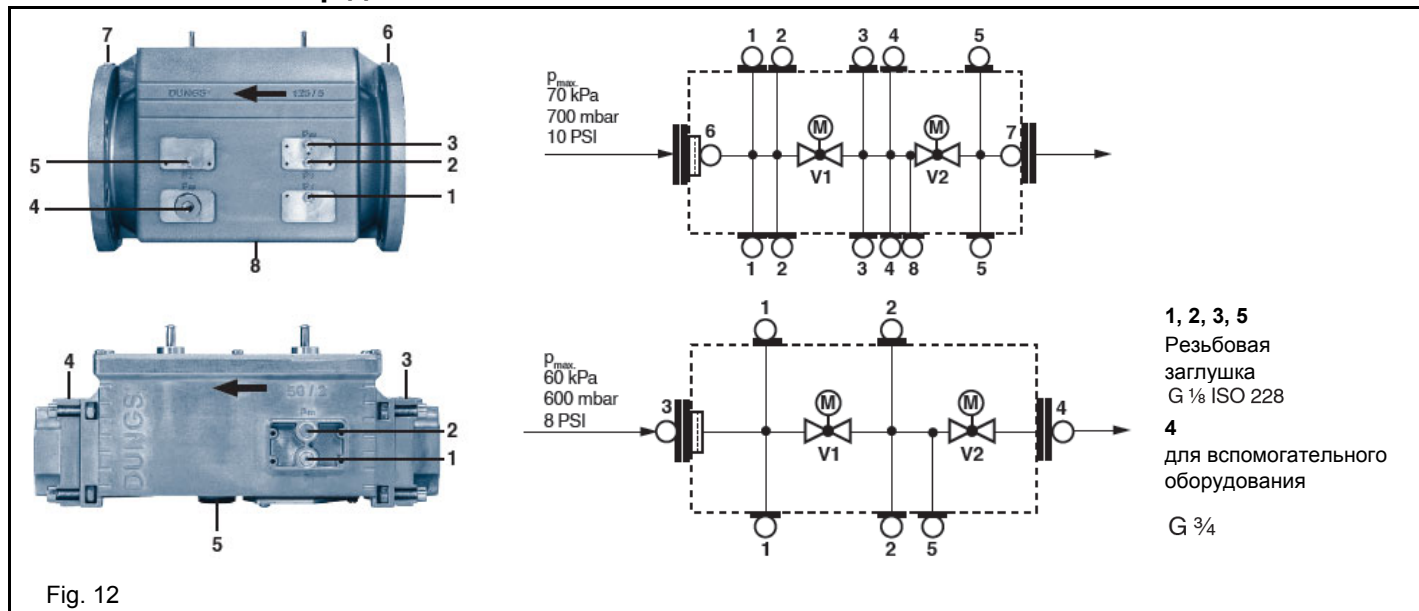 7
6
DUNGS
125/5
5
4
3
2
1
8
1 2 3 4 5
pmax.
70 kPa
700 mbar
10 PSI
6
M
M
7
V1
V2
1 2 3 4 8 5
4
3
DUNGS
50/3
2
1
5
1 2
pmax.
60 kPa
600 mbar
8 PSI
3
M
M
4
V1
V2
1 2 5
1, 2, 3, 5
Резьбовая
заглушка
G ⅛ ISO 228
4
для вспомогательного
оборудования
G ¾
Fig. 12